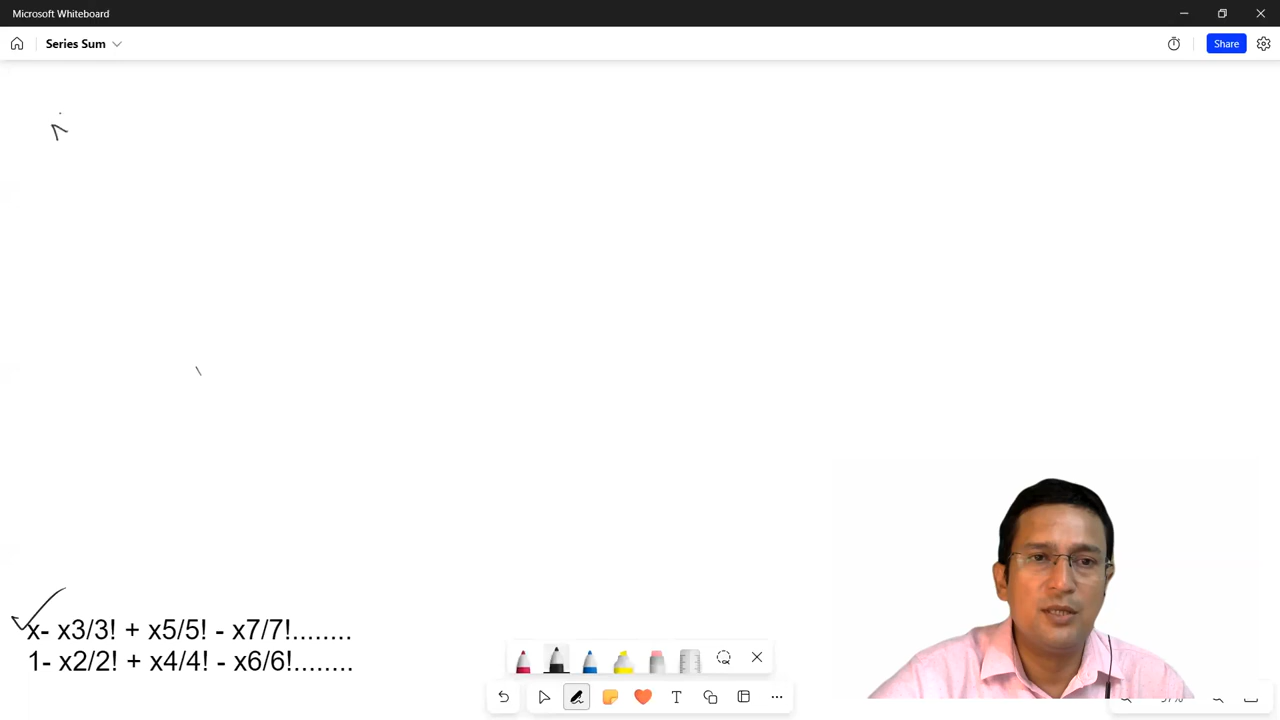 Microsoft Whiteboard
Series Sum
Share
x- x3/3! + x5/5! - x7/7!........
1- x2/2! + x4/4! - x6/6!........